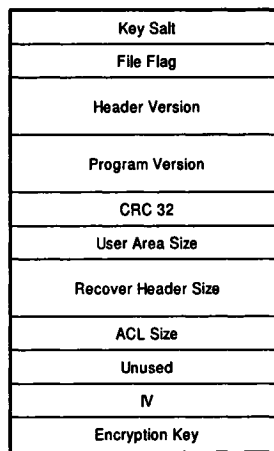 Key Salt
File Flag
Header Version
Program Version
CRC 32
User Area Size
Recover Header Size
ACL Size
Unused
IV
Encryption Key